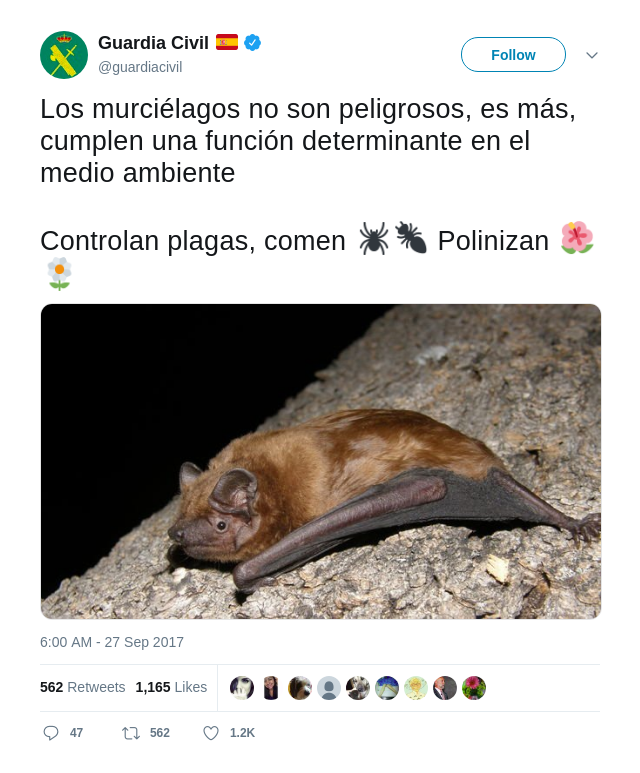 Guardia Civil 🇪🇸
@guardiacivil
Follow
Los murciélagos no son peligrosos, es más,
cumplen una función determinante en el
medio ambiente
Controlan plagas, comen 🕷🐜 Polinizan 🌺
🌼
6:00 AM - 27 Sep 2017
562 Retweets 1,165 Likes
47 562 1.2K